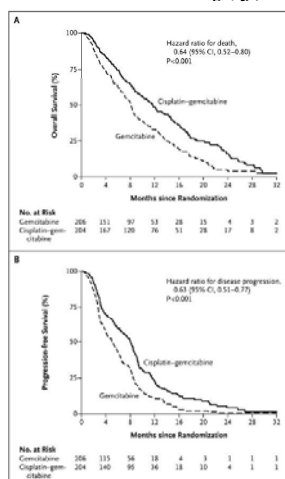 A
Overall Survival (%)
100
75
50
25
0
Hazard ratio for death,
0.64 (95% CI, 0.52–0.80)
P<0.001
Cisplatin–gemcitabine
Gemcitabine
0 4 8 12 16 20 24 28 32
Months since Randomization
No. at Risk
Gemcitabine 206 151 97 53 28 15 4 3 2
Cisplatin–gem- 204 167 120 76 51 28 17 8 2
citabine
B
Progression-free Survival (%)
100
75
50
25
0
Hazard ratio for disease progression,
0.63 (95% CI, 0.51–0.77)
P<0.001
Cisplatin–gemcitabine
Gemcitabine
0 4 8 12 16 20 24 28 32
Months since Randomization
No. at Risk
Gemcitabine 206 115 56 18 4 3 1 1 1
Cisplatin–gem- 204 140 95 36 18 10 4 1 1
citabine